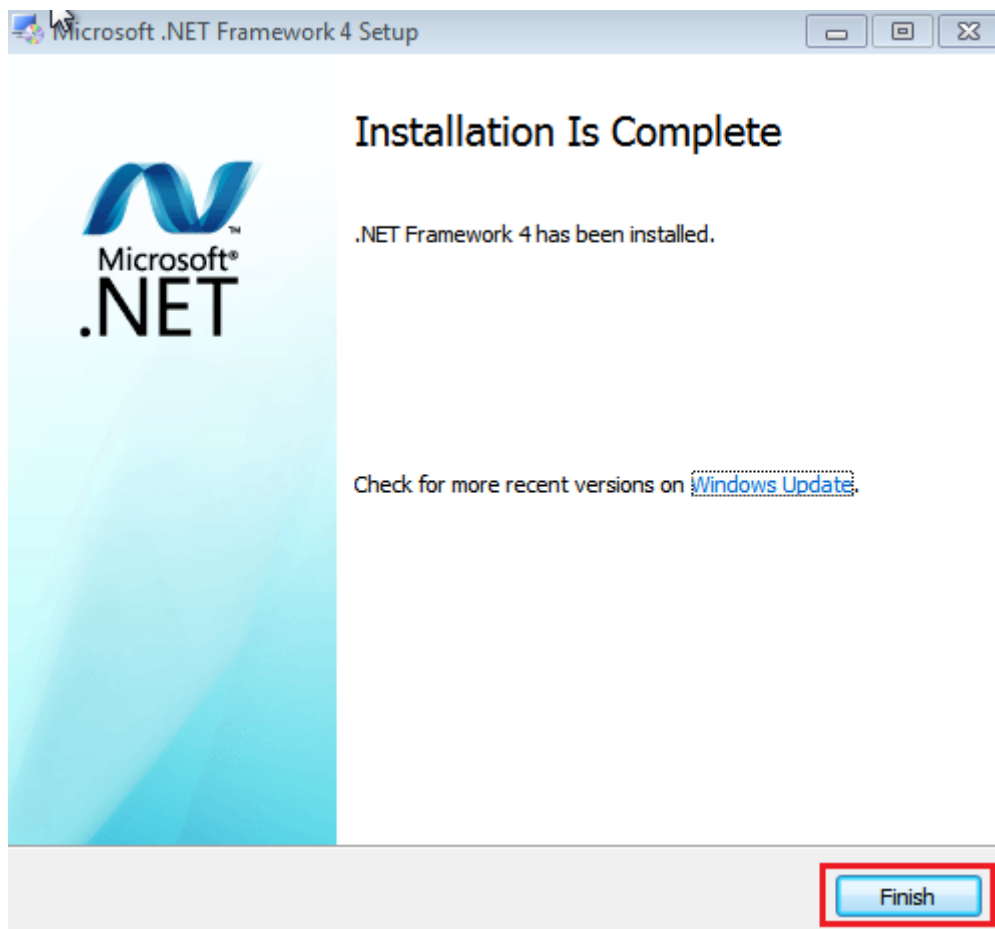 Microsoft .NET Framework 4 Setup
Installation Is Complete
Microsoft®
.NET
™
.NET Framework 4 has been installed.
Check for more recent versions on Windows Update.
Finish